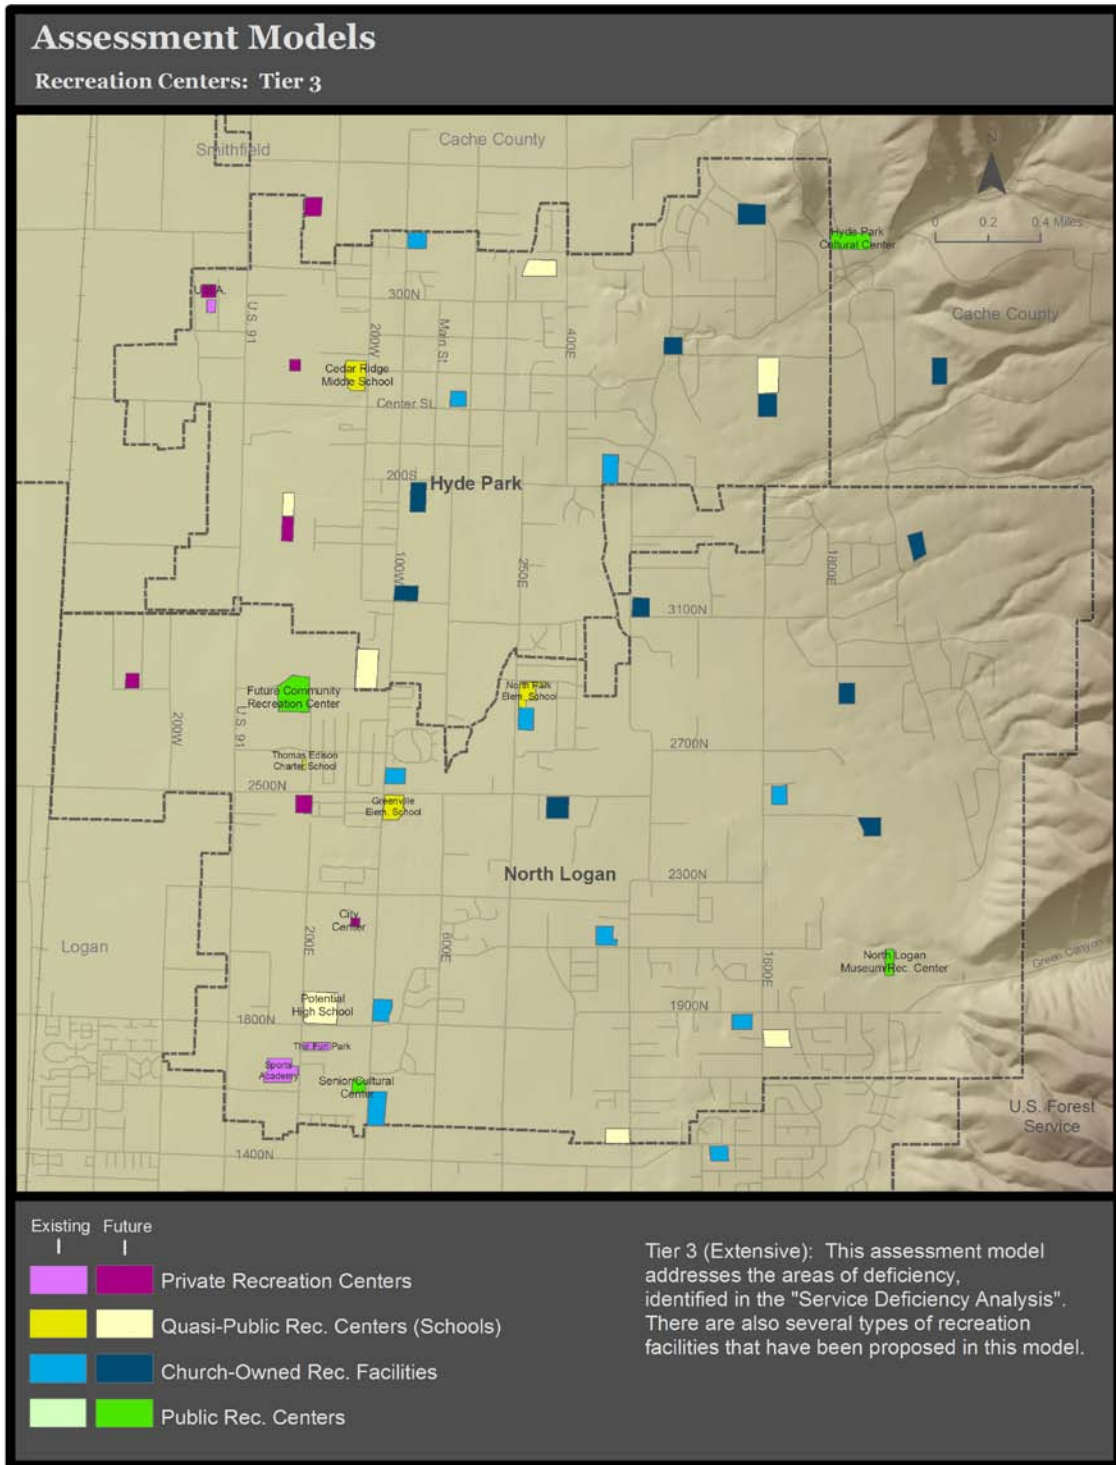 Assessment Models
Recreation Centers: Tier 3
Smithfield
Cache County
N
0 0.2 0.4 Miles
Hyde Park
Cultural Center
300N
U.S. 91
200W
Main St
400E
Cache County
Cedar Ridge
Middle School
Center St.
200S
Hyde Park
100W
250E
1800E
3100N
Future Community
Recreation Center
North Park
Elem. School
200W
U.S. 91
2700N
Thomas Edison
Charter School
2500N
Greenville
Elem. School
North Logan
2300N
City
Center
Logan
200E
600E
1600E
North Logan
Museum/Rec. Center
Green Canyon
Potential
High School
1800N
1900N
The Fun Park
Sports
Academy
Senior/Cultural
Center
U.S. Forest
Service
1400N
Existing Future
Private Recreation Centers
Quasi-Public Rec. Centers (Schools)
Church-Owned Rec. Facilities
Public Rec. Centers
Tier 3 (Extensive): This assessment model
addresses the areas of deficiency,
identified in the "Service Deficiency Analysis".
There are also several types of recreation
facilities that have been proposed in this model.